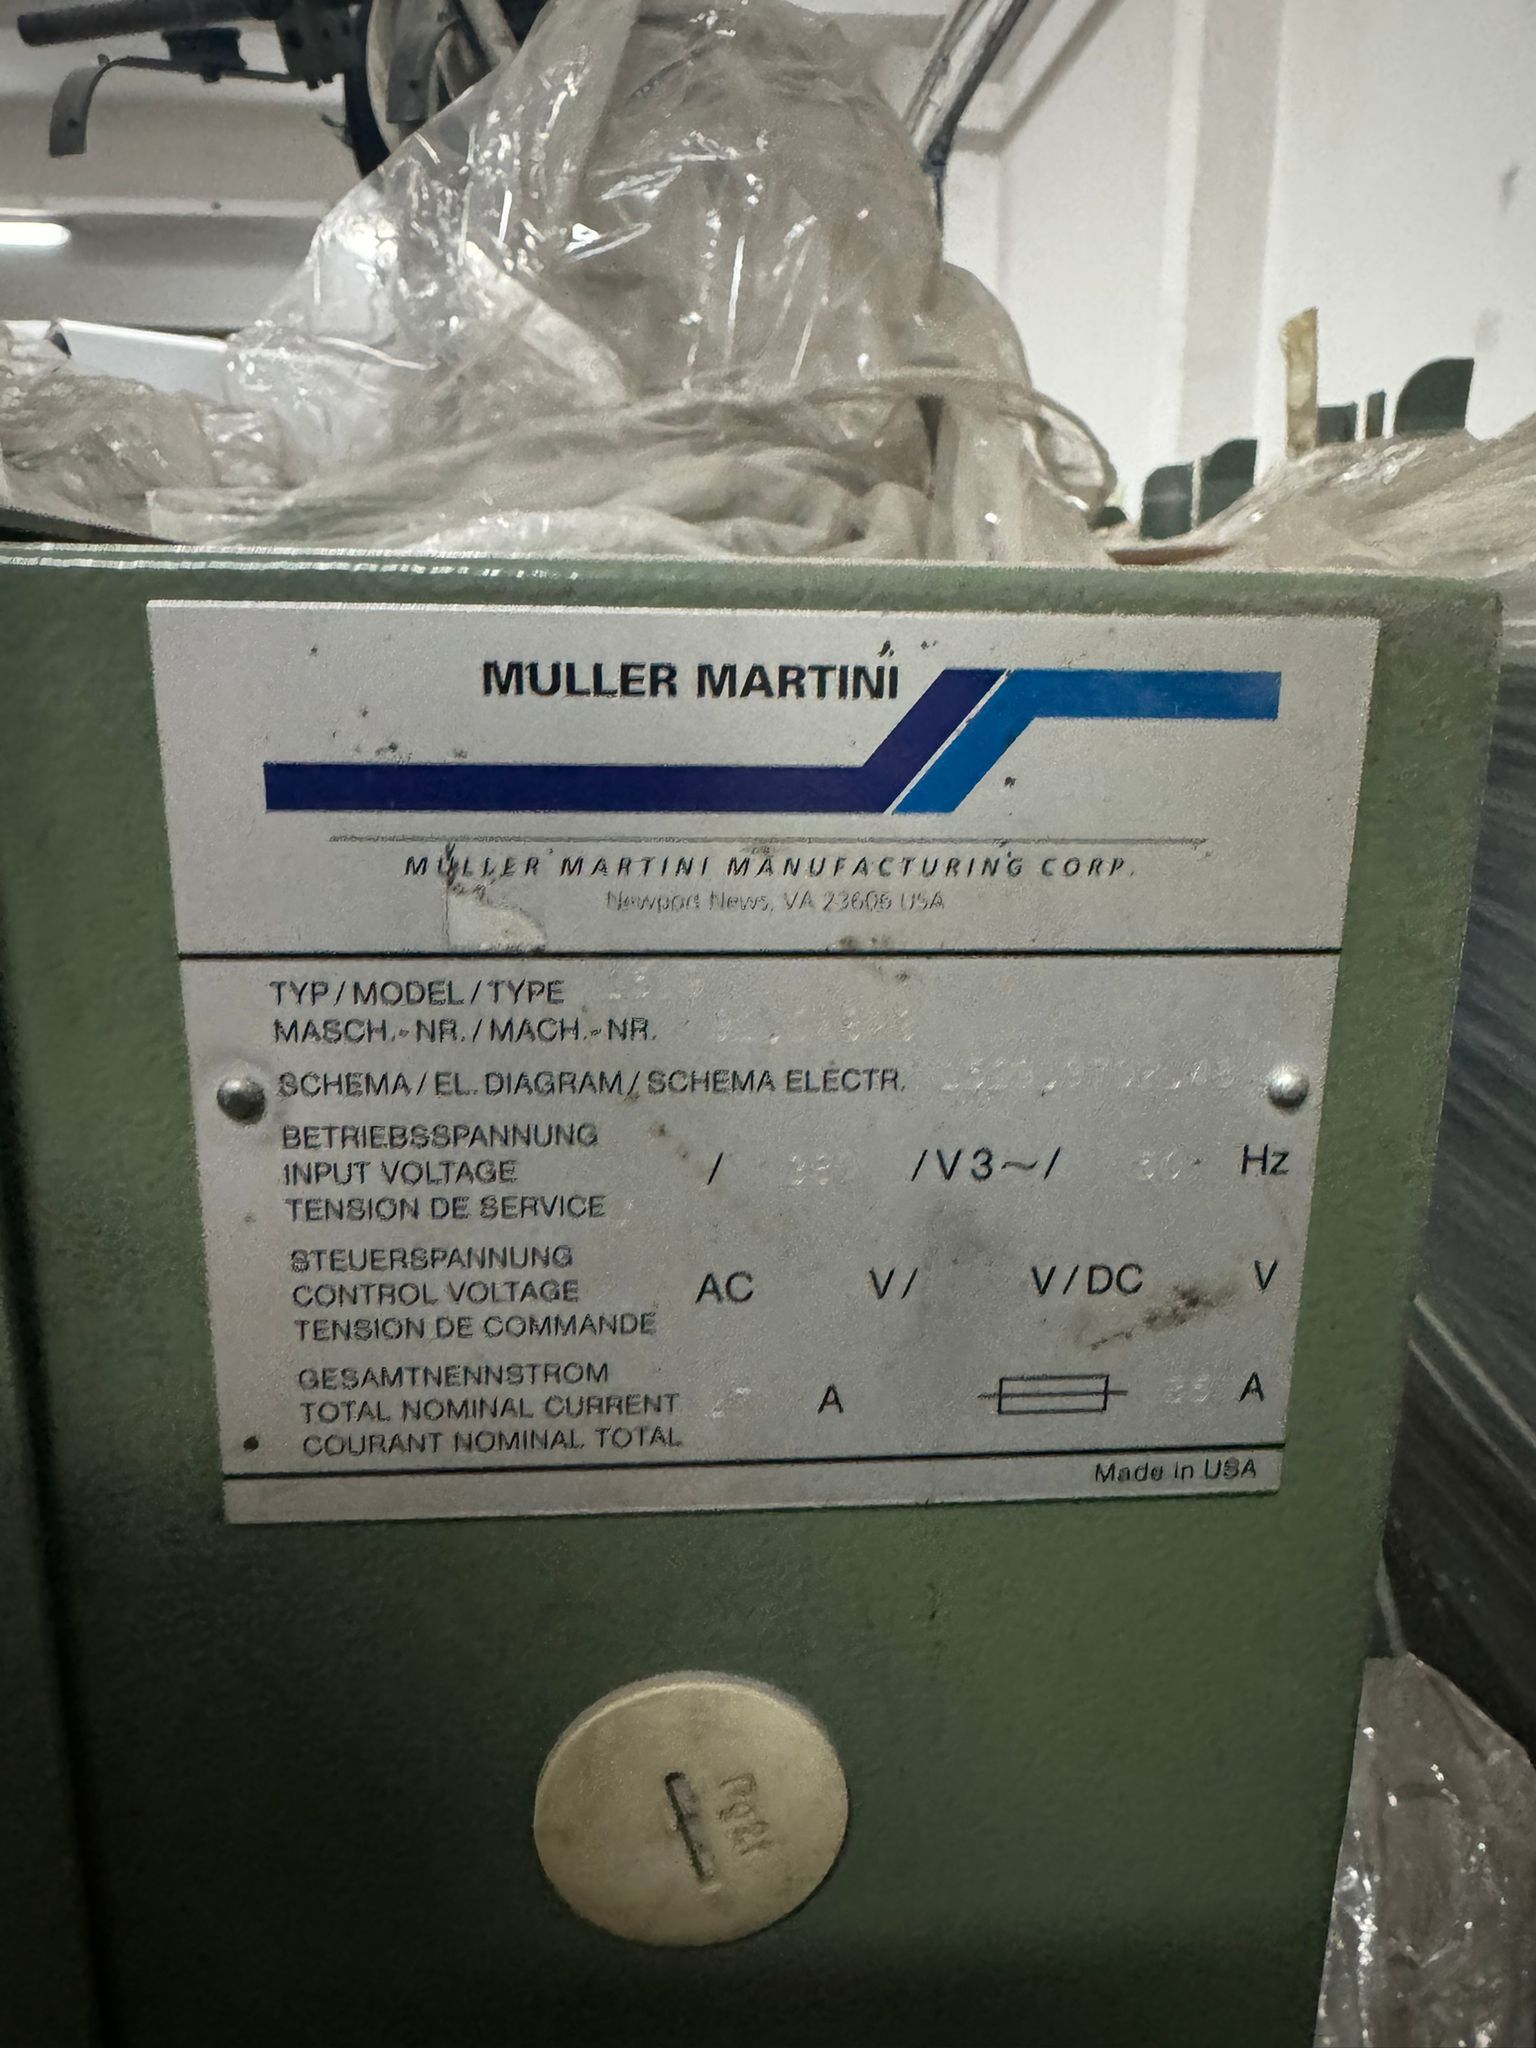 MULLER MARTINI
MULLER MARTINI MANUFACTURING CORP.
Newport News, VA 23606 USA
TYP / MODEL / TYPE
MASCH.-NR. / MACH.-NR.
SCHEMA / EL. DIAGRAM / SCHEMA ELECTR.
BETRIEBSSPANNUNG
INPUT VOLTAGE / /V3~/ Hz
TENSION DE SERVICE
STEUERSPANNUNG
CONTROL VOLTAGE AC V/ V/DC V
TENSION DE COMMANDE
GESAMTNENNSTROM
TOTAL NOMINAL CURRENT A A
COURANT NOMINAL TOTAL
Made in USA